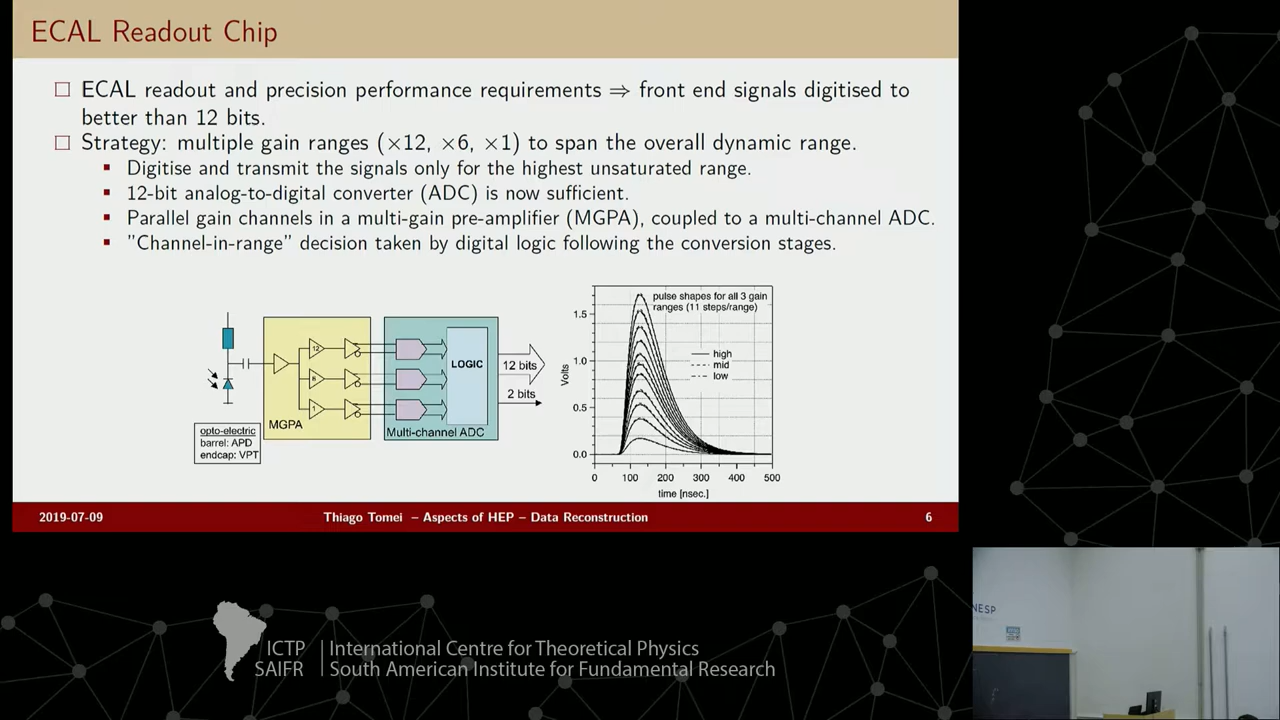 ECAL Readout Chip
ECAL readout and precision performance requirements ⇒ front end signals digitised to
better than 12 bits.
Strategy: multiple gain ranges (×12, ×6, ×1) to span the overall dynamic range.
Digitise and transmit the signals only for the highest unsaturated range.
12-bit analog-to-digital converter (ADC) is now sufficient.
Parallel gain channels in a multi-gain pre-amplifier (MGPA), coupled to a multi-channel ADC.
"Channel-in-range" decision taken by digital logic following the conversion stages.
12
6
1
MGPA
LOGIC
Multi-channel ADC
12 bits
2 bits
opto-electric
barrel: APD
endcap: VPT
pulse shapes for all 3 gain
ranges (11 steps/range)
high
mid
low
Volts
1.5
1.0
0.5
0.0
0 100 200 300 400 500
time [nsec.]
2019-07-09 Thiago Tomei – Aspects of HEP – Data Reconstruction 6
NESP
ICTP International Centre for Theoretical Physics
SAIFR South American Institute for Fundamental Research